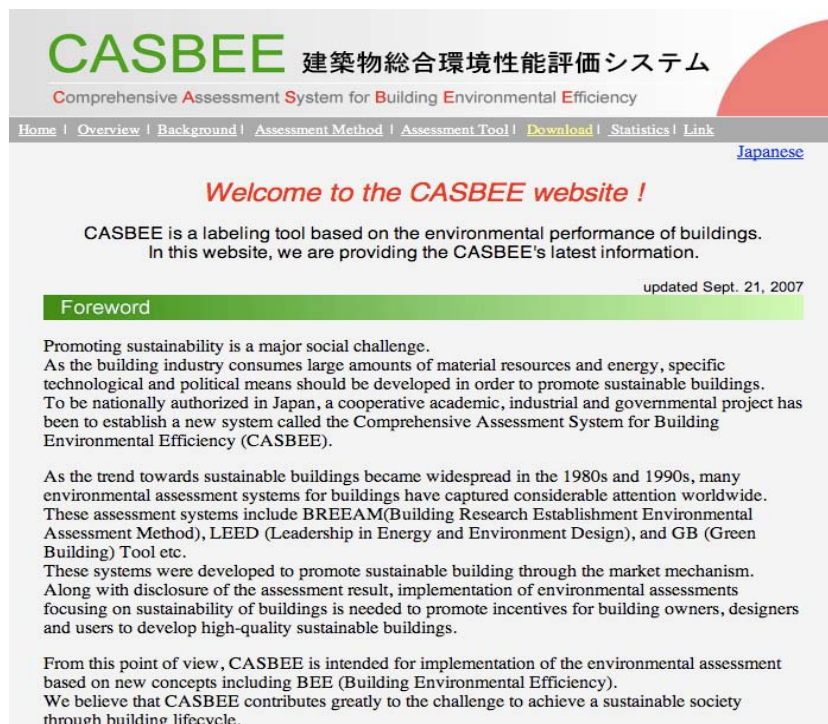 CASBEE 建築物総合環境性能評価システム
Comprehensive Assessment System for Building Environmental Efficiency
Home | Overview | Background | Assessment Method | Assessment Tool | Download | Statistics | Link
Japanese
Welcome to the CASBEE website !
CASBEE is a labeling tool based on the environmental performance of buildings.
In this website, we are providing the CASBEE's latest information.
updated Sept. 21, 2007
Foreword
Promoting sustainability is a major social challenge.
As the building industry consumes large amounts of material resources and energy, specific
technological and political means should be developed in order to promote sustainable buildings.
To be nationally authorized in Japan, a cooperative academic, industrial and governmental project has
been to establish a new system called the Comprehensive Assessment System for Building
Environmental Efficiency (CASBEE).
As the trend towards sustainable buildings became widespread in the 1980s and 1990s, many
environmental assessment systems for buildings have captured considerable attention worldwide.
These assessment systems include BREEAM(Building Research Establishment Environmental
Assessment Method), LEED (Leadership in Energy and Environment Design), and GB (Green
Building) Tool etc.
These systems were developed to promote sustainable building through the market mechanism.
Along with disclosure of the assessment result, implementation of environmental assessments
focusing on sustainability of buildings is needed to promote incentives for building owners, designers
and users to develop high-quality sustainable buildings.
From this point of view, CASBEE is intended for implementation of the environmental assessment
based on new concepts including BEE (Building Environmental Efficiency).
We believe that CASBEE contributes greatly to the challenge to achieve a sustainable society
through building lifecycle.